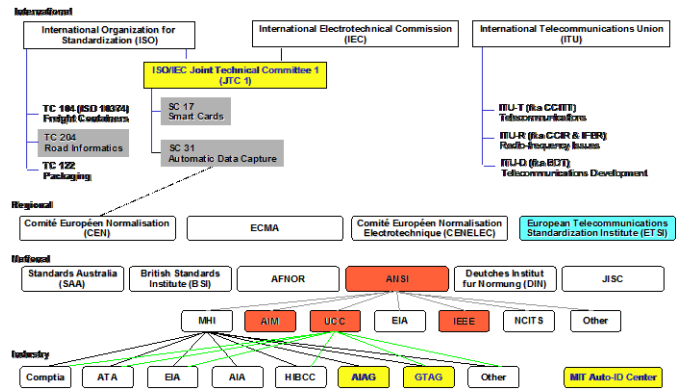 International
International Organization for
Standardization (ISO)
International Electrotechnical Commission
(IEC)
International Telecommunications Union
(ITU)
ISO/IEC Joint Technical Committee 1
(JTC 1)
TC 104 (ISO 10374)
Freight Containers
TC 204
Road Informatics
TC 122
Packaging
SC 17
Smart Cards
SC 31
Automatic Data Capture
ITU-T (fka CCITT)
Telecommunications
ITU-R (fka CCIR & IFBR)
Radio-frequency Issues
ITU-D (fka BDT)
Telecommunications Development
Regional
Comité Européen Normalisation
(CEN)
ECMA
Comité Européen Normalisation
Electrotechnique (CENELEC)
European Telecommunications
Standardization Institute (ETSI)
National
Standards Australia
(SAA)
British Standards
Institute (BSI)
AFNOR
ANSI
Deutches Institut
fur Normung (DIN)
JISC
MHI
AIM
UCC
EIA
IEEE
NCITS
Other
Industry
Comptia
ATA
EIA
AIA
HIBCC
AIAG
GTAG
Other
MIT Auto-ID Center